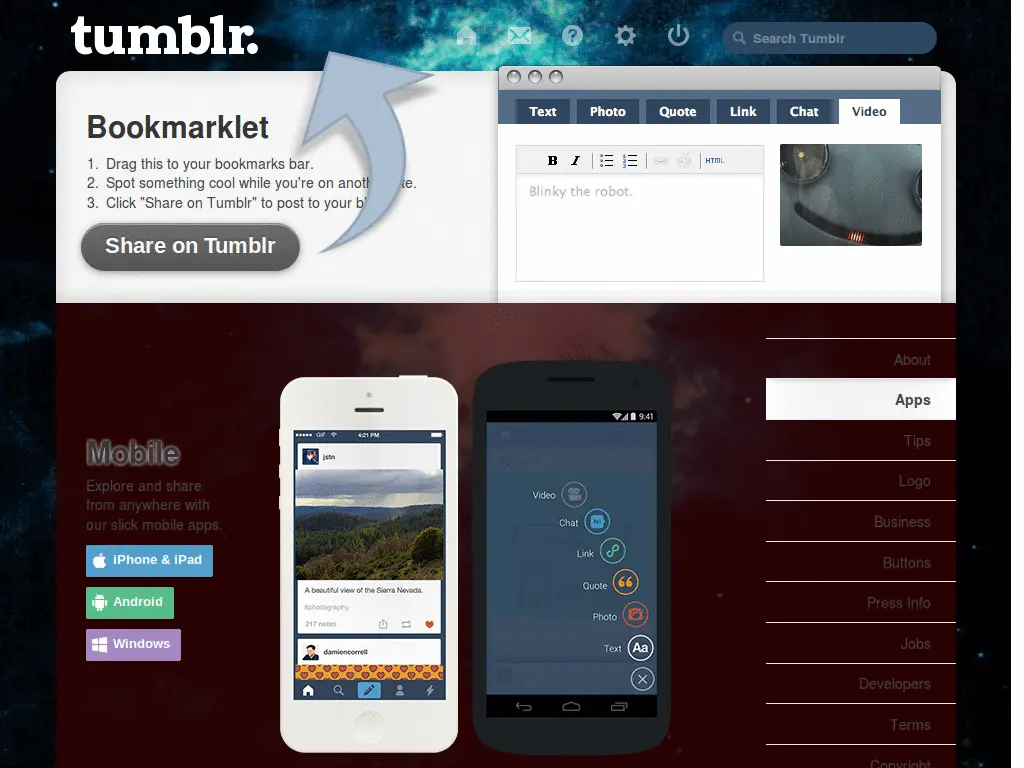 tumblr.
Search Tumblr
Bookmarklet
1. Drag this to your bookmarks bar.
2. Spot something cool while you're on anoth te.
3. Click "Share on Tumblr" to post to your bl
Share on Tumblr
Text Photo Quote Link Chat Video
B I HTML
Blinky the robot.
Mobile
Explore and share
from anywhere with
our slick mobile apps.
iPhone & iPad
Android
Windows
GIF 4:21 PM
jstn
A beautiful view of the Sierra Nevada.
#photography
217 notes
damiencorrell
9:41
Video
Chat
Link
Quote
Photo
Text Aa
About
Apps
Tips
Logo
Business
Buttons
Press Info
Jobs
Developers
Terms
Copyright